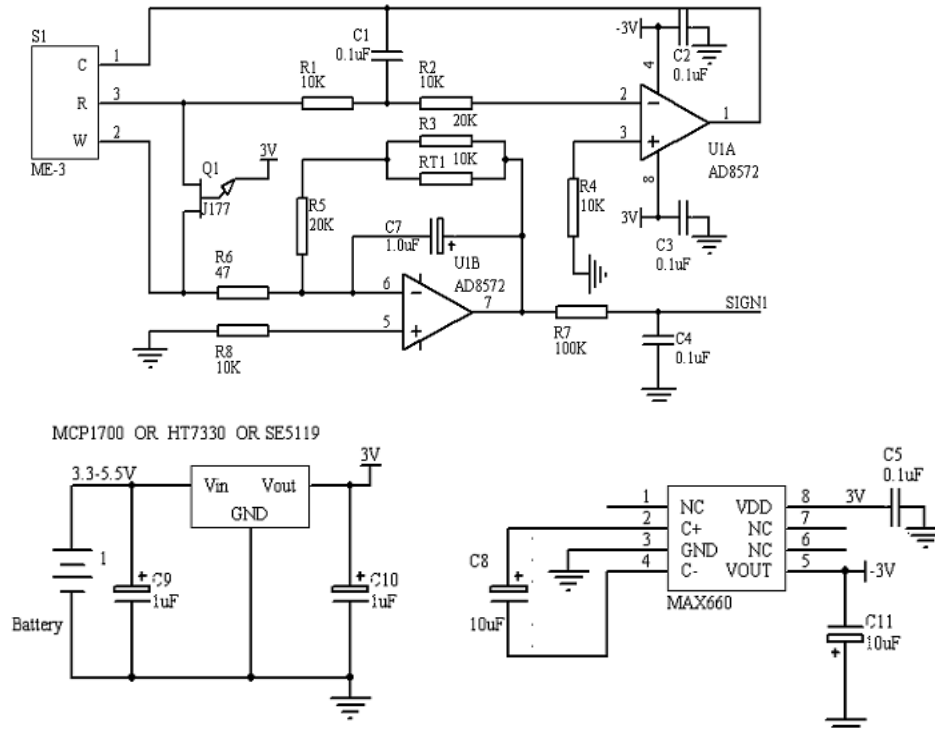 S1
C
R
W
1
3
2
ME-3
C1
0.1uF
R1
10K
R2
10K
20K
R3
10K
RT1
R5
20K
Q1
J177
3V
R6
47
C7
1.0uF
+
U1B
AD8572
6
5
7
−
+
R8
10K
R7
100K
C4
0.1uF
SIGN1
-3V
4
C2
0.1uF
2
3
−
+
1
U1A
AD8572
8
R4
10K
3V
C3
0.1uF
MCP1700 OR HT7330 OR SE5119
3.3-5.5V
Vin Vout
GND
3V
1
Battery
+
C9
1uF
+
C10
1uF
C8
+
10uF
1 NC VDD 8
2 C+ NC 7
3 GND NC 6
4 C- VOUT 5
MAX660
3V
C5
0.1uF
-3V
C11
10uF
+